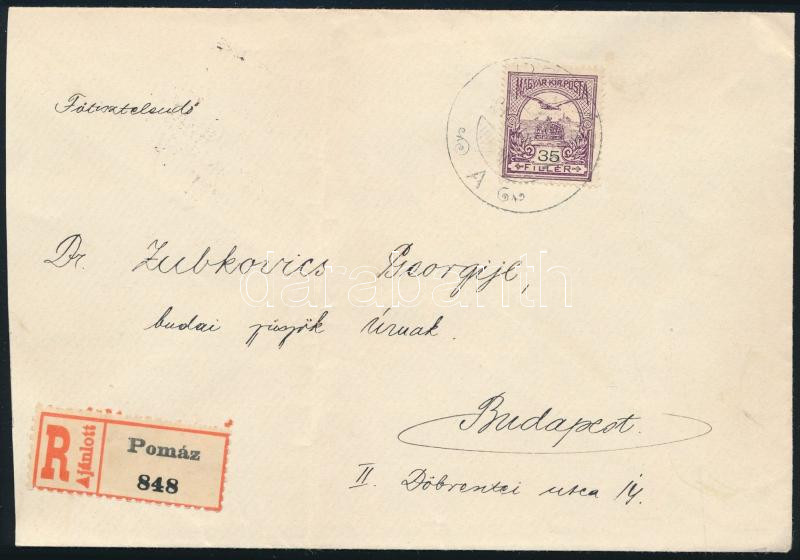 Főtisztelendő
MAGYAR KIR. POSTA
35
FILLÉR
A
Dr. Zubkovics Georgije,
budai püspök Úrnak.
Budapest.
II. Döbrentei utca 14.
R
Ajánlott
Pomáz
848
darabanth